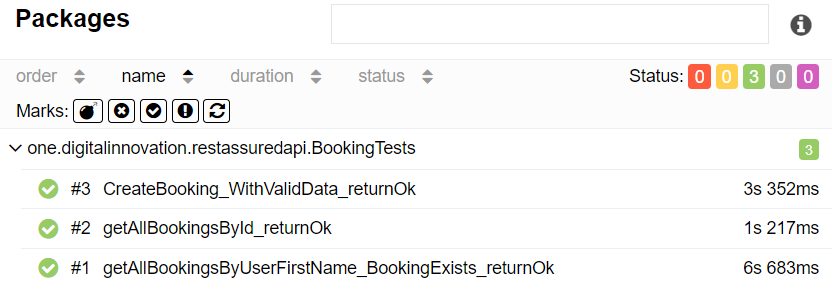 Packages
order name duration status Status: 0 0 3 0 0
Marks:
one.digitalinnovation.restassuredapi.BookingTests 3
#3 CreateBooking_WithValidData_returnOk 3s 352ms
#2 getAllBookingsById_returnOk 1s 217ms
#1 getAllBookingsByUserFirstName_BookingExists_returnOk 6s 683ms